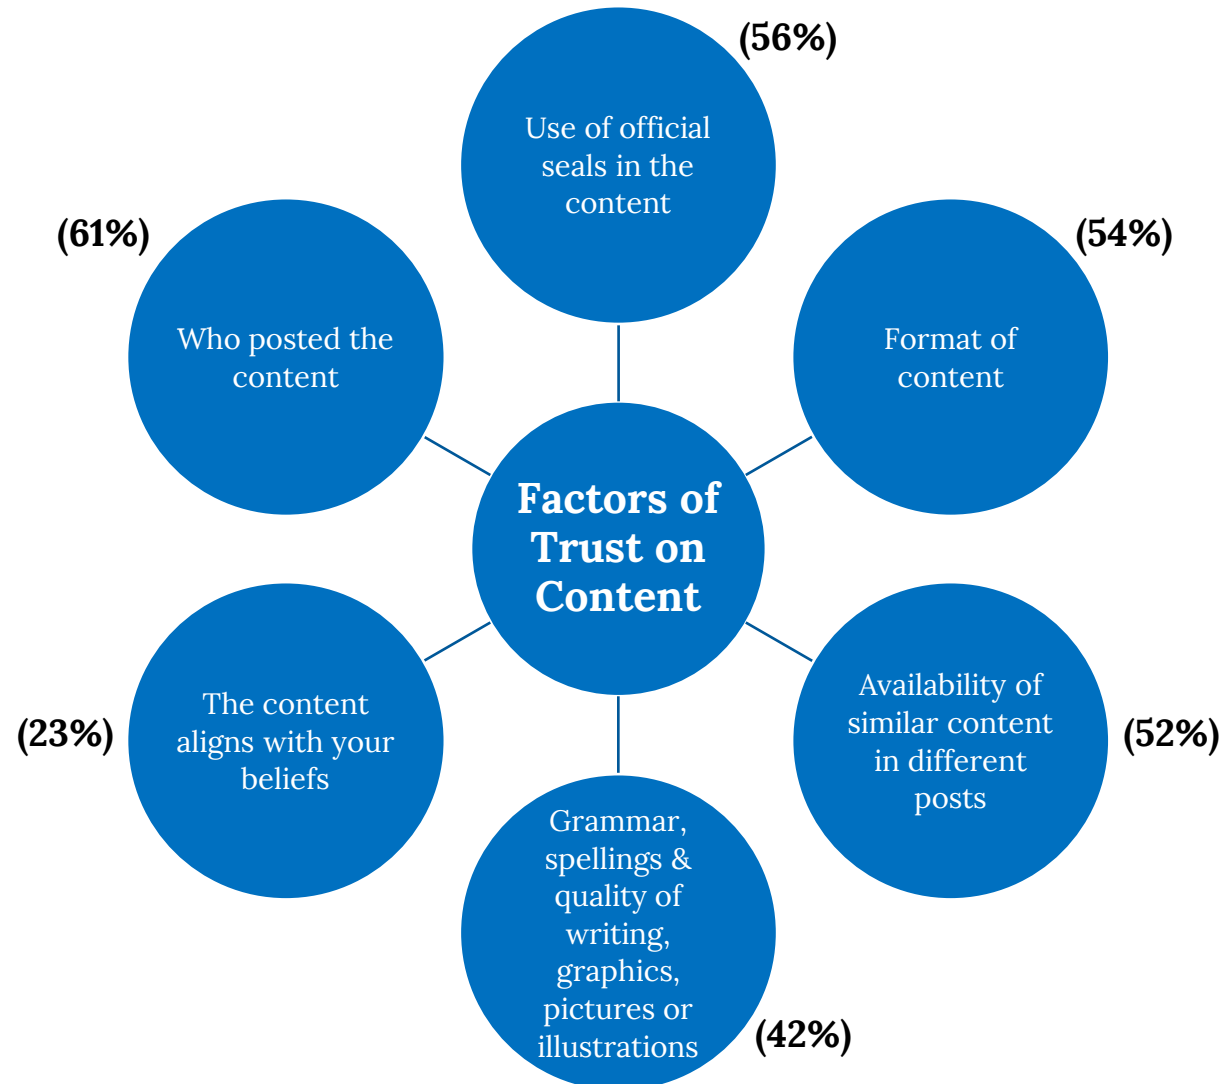 (56%)
Use of official
seals in the
content
(61%)
Who posted the
content
(54%)
Format of
content
Factors of
Trust on
Content
(23%)
The content
aligns with your
beliefs
Availability of
similar content
in different
posts
(52%)
Grammar,
spellings &
quality of
writing,
graphics,
pictures or
illustrations
(42%)